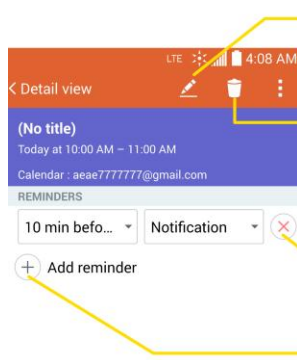 LTE 4:08 AM
< Detail view
(No title)
Today at 10:00 AM – 11:00 AM
Calendar : aeae7777777@gmail.com
REMINDERS
10 min befo... Notification
Add reminder